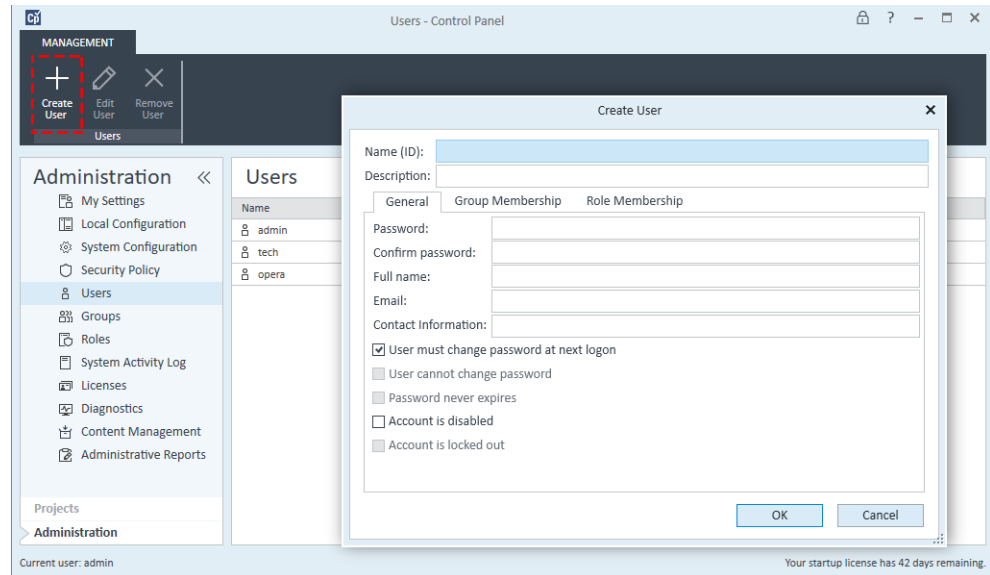 Cp
Users - Control Panel
?
MANAGEMENT
Create User
Edit User
Remove User
Users
Administration
My Settings
Local Configuration
System Configuration
Security Policy
Users
Groups
Roles
System Activity Log
Licenses
Diagnostics
Content Management
Administrative Reports
Projects
Administration
Users
Name
admin
tech
opera
Create User
Name (ID):
Description:
General Group Membership Role Membership
Password:
Confirm password:
Full name:
Email:
Contact Information:
User must change password at next logon
User cannot change password
Password never expires
Account is disabled
Account is locked out
OK Cancel
Current user: admin
Your startup license has 42 days remaining.